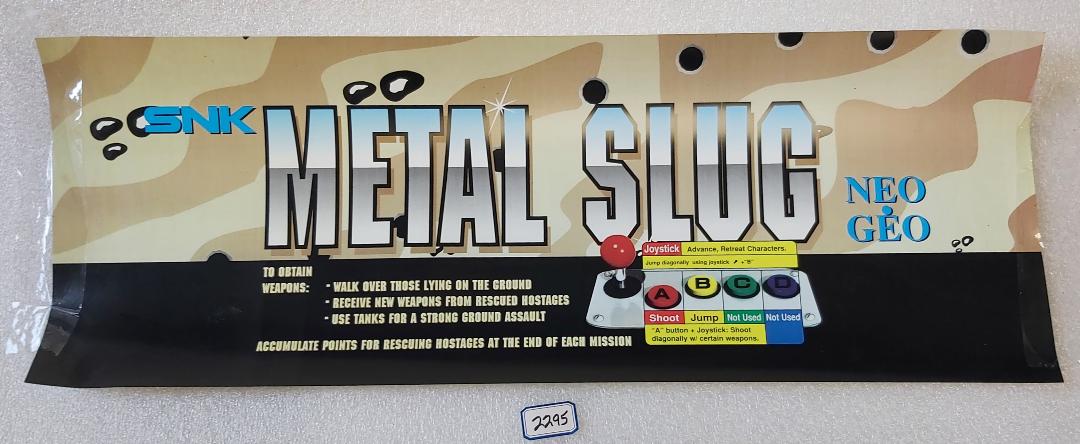 SNK
METAL SLUG
NEO
GEO
TO OBTAIN
WEAPONS:
- WALK OVER THOSE LYING ON THE GROUND
- RECEIVE NEW WEAPONS FROM RESCUED HOSTAGES
- USE TANKS FOR A STRONG GROUND ASSAULT
ACCUMULATE POINTS FOR RESCUING HOSTAGES AT THE END OF EACH MISSION
Joystick Advance, Retreat Characters.
Jump diagonally using joystick ↗ +"B"
A B C D
Shoot Jump Not Used Not Used
"A" button + Joystick: Shoot
diagonally w/ certain weapons.
2295